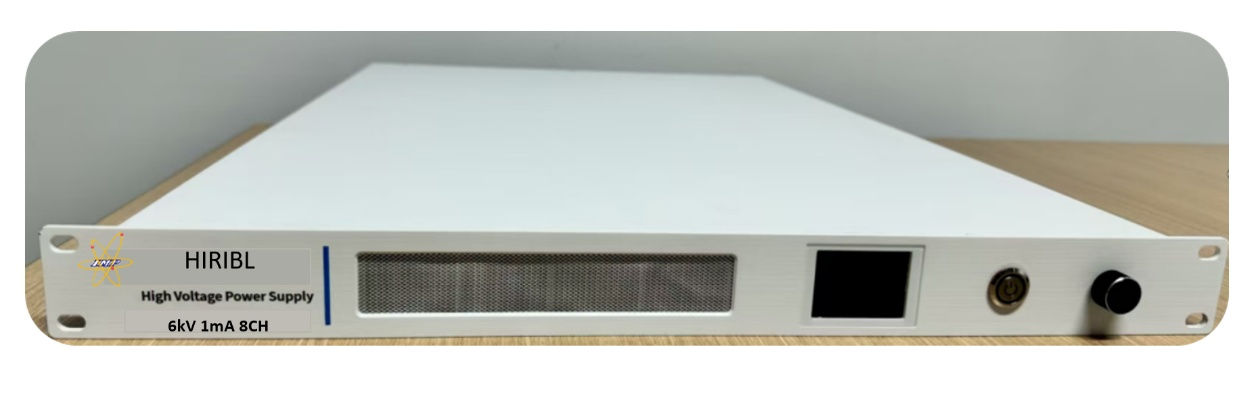 HIRIBL
High Voltage Power Supply
6kV 1mA 8CH